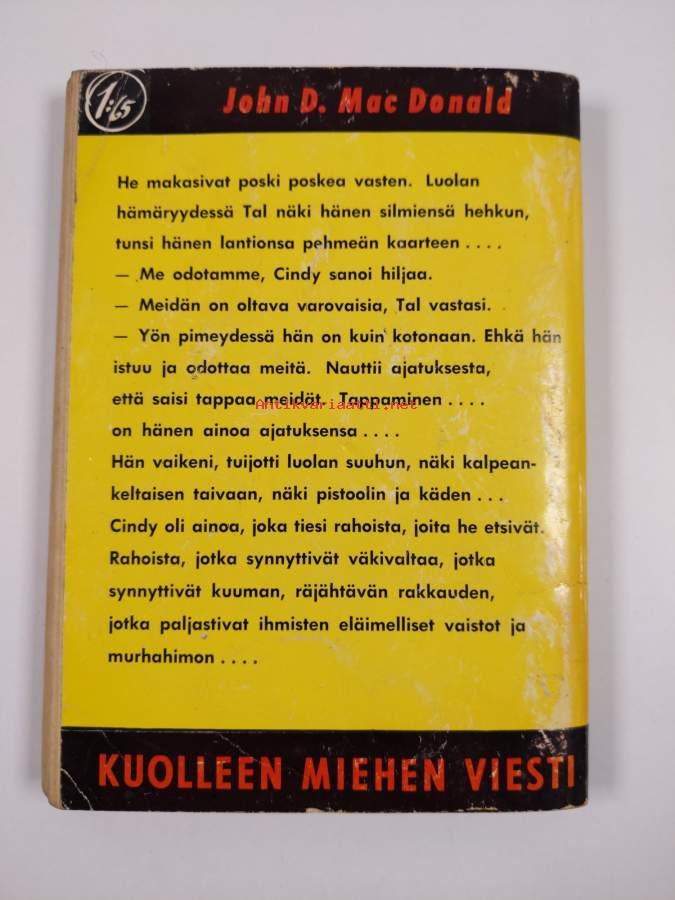 1:65
John D. Mac Donald
He makasivat poski poskea vasten. Luolan
hämäryydessä Tal näki hänen silmiensä hehkun,
tunsi hänen lantionsa pehmeän kaarteen . . . .
— Me odotamme, Cindy sanoi hiljaa.
— Meidän on oltava varovaisia, Tal vastasi.
— Yön pimeydessä hän on kuin kotonaan. Ehkä hän
istuu ja odottaa meitä. Nauttii ajatuksesta,
että saisi tappaa meidät. Tappaminen . . . .
Antikvariaatti.net
on hänen ainoa ajatuksensa . . . .
Hän vaikeni, tuijotti luolan suuhun, näki kalpean-
keltaisen taivaan, näki pistoolin ja käden . . .
Cindy oli ainoa, joka tiesi rahoista, joita he etsivät.
Rahoista, jotka synnyttivät väkivaltaa, jotka
synnyttivät kuuman, räjähtävän rakkauden,
jotka paljastivat ihmisten eläimelliset vaistot ja
murhahimon . . . .
KUOLLEEN MIEHEN VIESTI